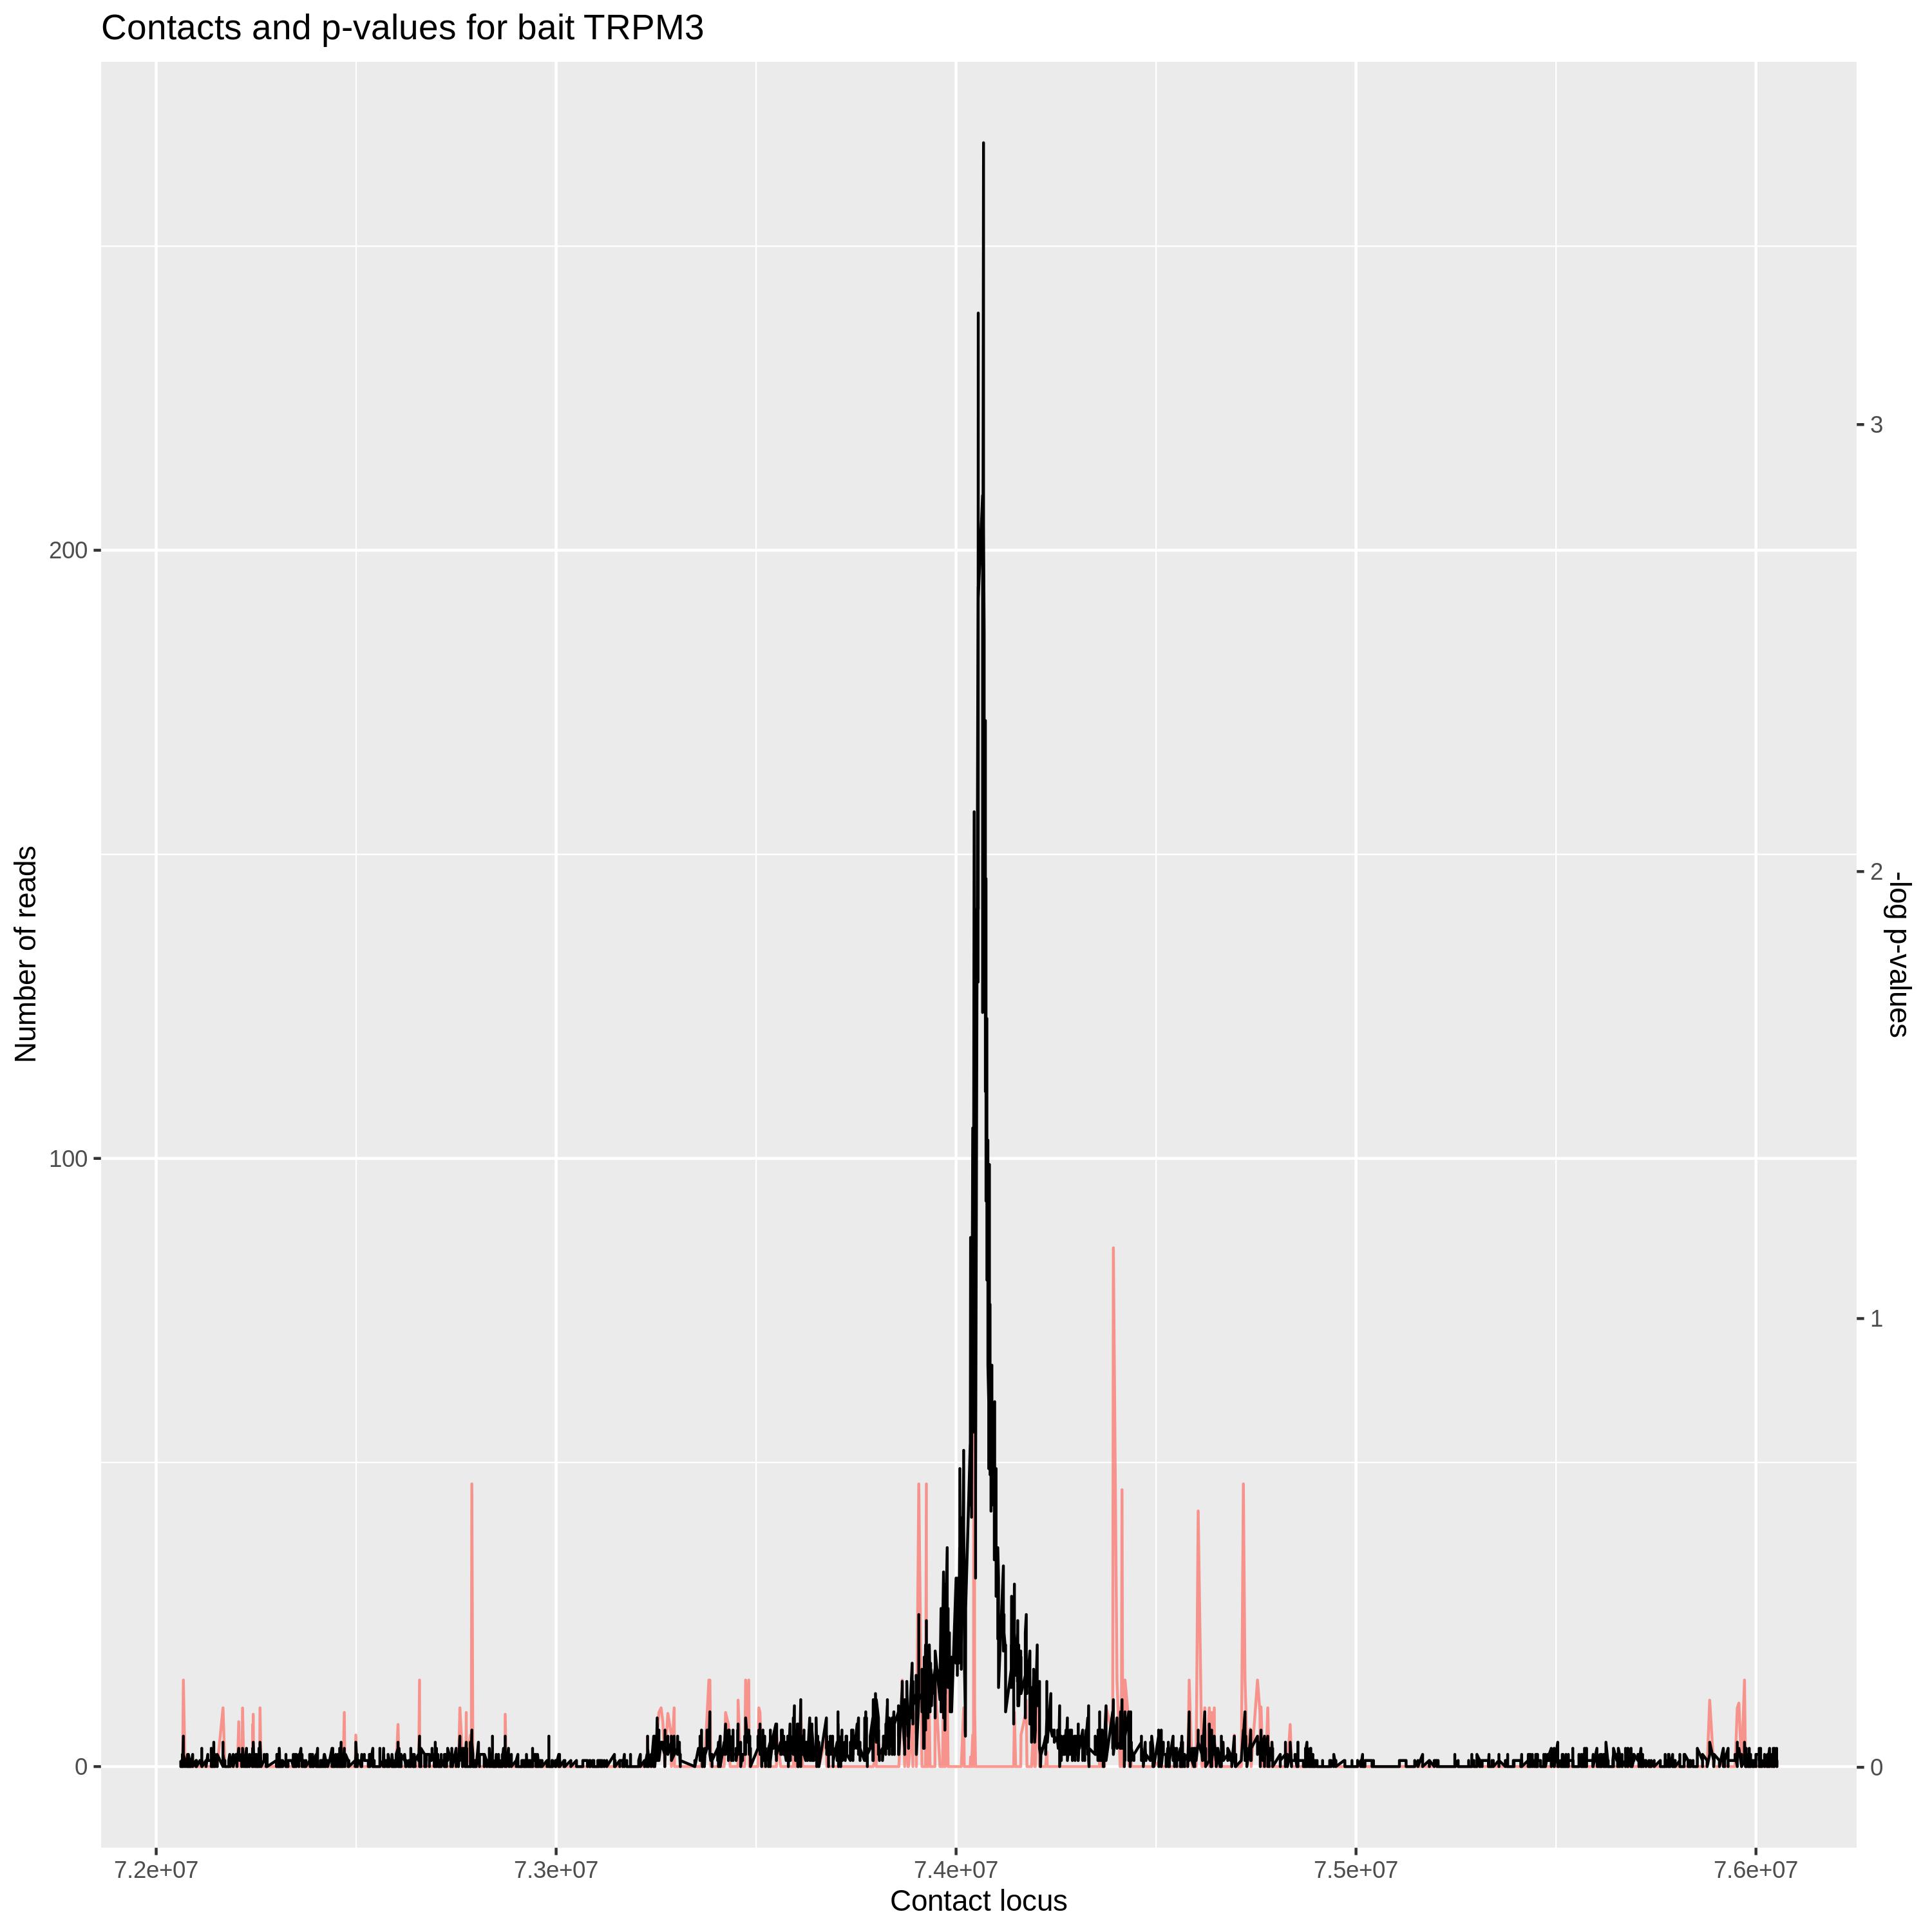 Contacts and p-values for bait TRPM3
Number of reads
200
100
0
3
2
1
0
-log p-values
7.2e+07
7.3e+07
7.4e+07
7.5e+07
7.6e+07
Contact locus